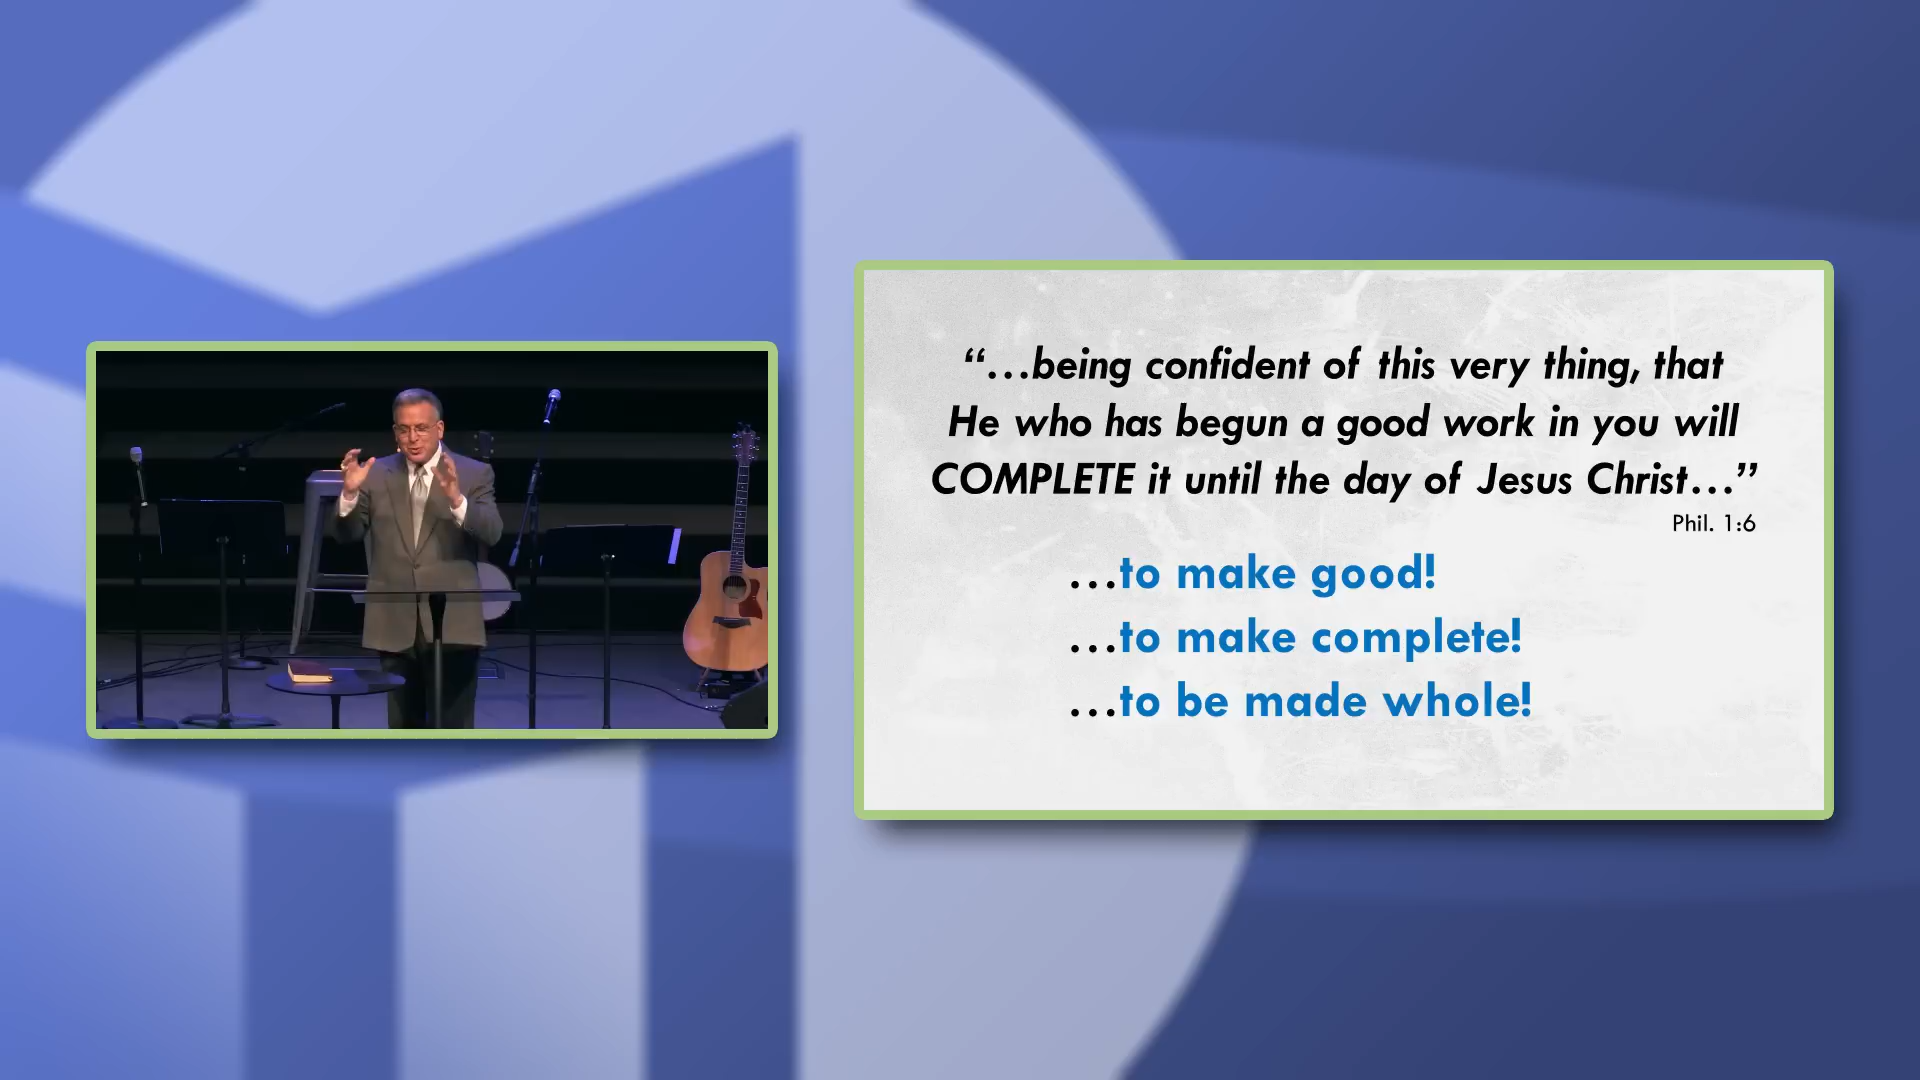 “…being confident of this very thing, that
He who has begun a good work in you will
COMPLETE it until the day of Jesus Christ…”
Phil. 1:6
…to make good!
…to make complete!
…to be made whole!